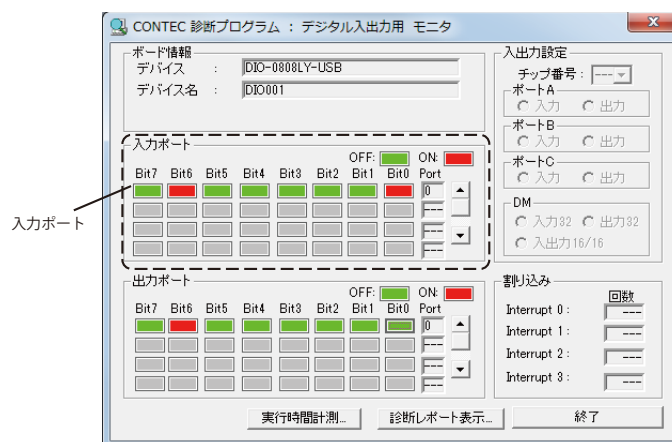 CONTEC 診断プログラム : デジタル入出力用 モニタ
ボード情報
デバイス : DIO-0808LY-USB
デバイス名 : DIO001
入力ポート
OFF: ON:
Bit7 Bit6 Bit5 Bit4 Bit3 Bit2 Bit1 Bit0 Port
0
---
---
---
入力ポート
出力ポート
OFF: ON:
Bit7 Bit6 Bit5 Bit4 Bit3 Bit2 Bit1 Bit0 Port
0
---
---
---
入出力設定
チップ番号 : ---
ポートA
入力 出力
ポートB
入力 出力
ポートC
入力 出力
DM
入力32 出力32
入出力16/16
割り込み
回数
Interrupt 0 : ---
Interrupt 1 : ---
Interrupt 2 : ---
Interrupt 3 : ---
実行時間計測... 診断レポート表示... 終了